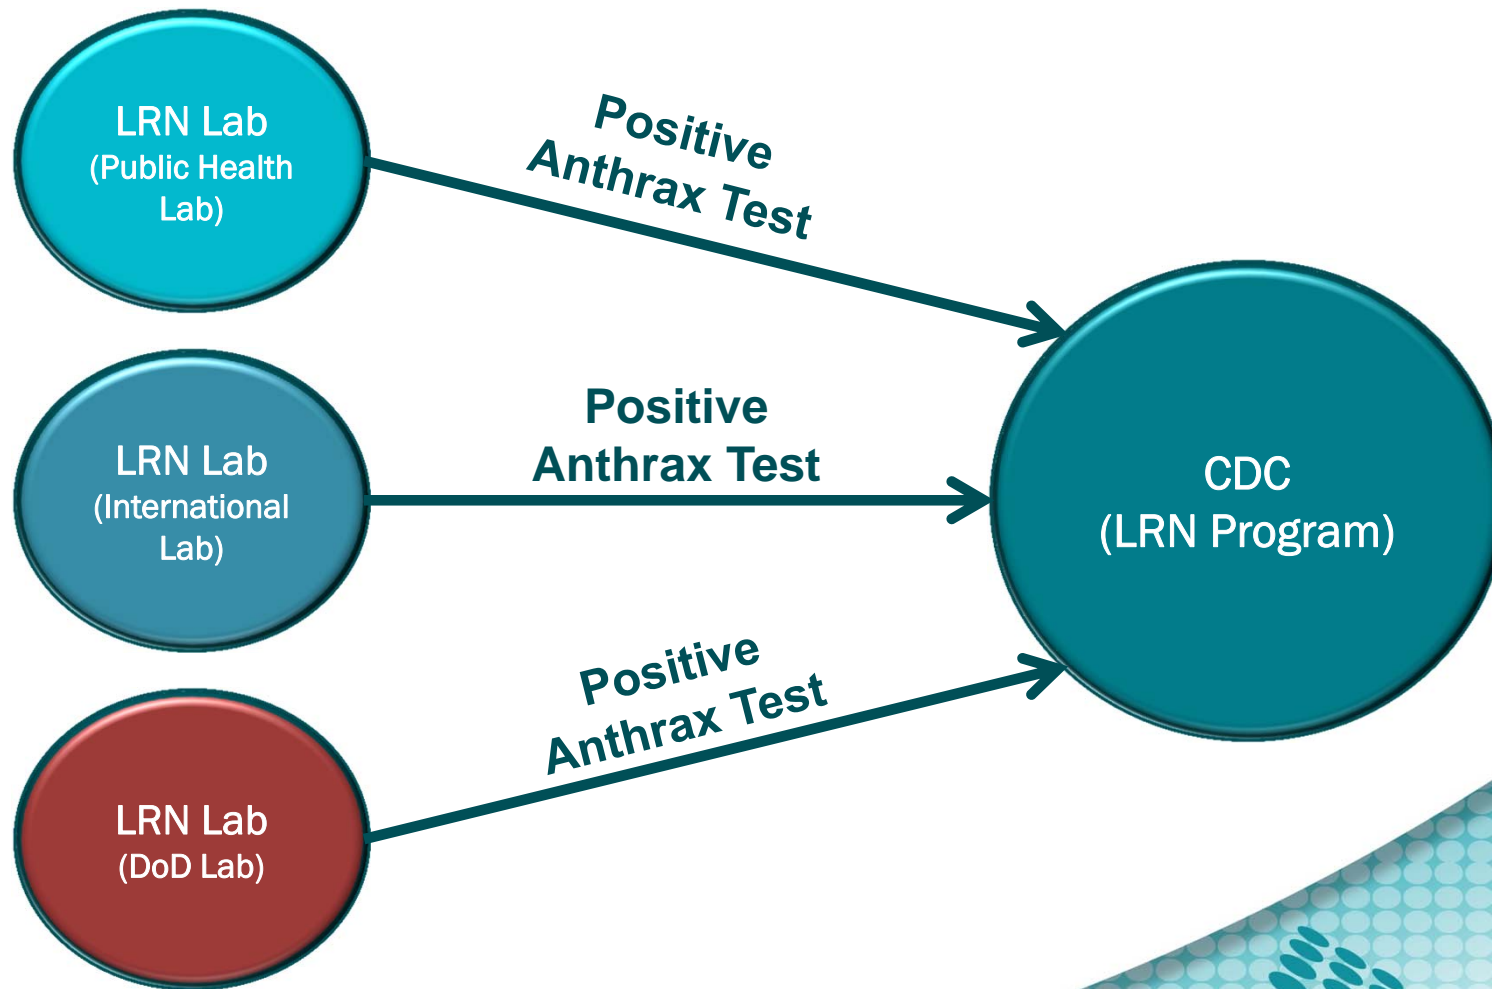 LRN Lab
(Public Health
Lab)
Positive
Anthrax Test
LRN Lab
(International
Lab)
Positive
Anthrax Test
CDC
(LRN Program)
LRN Lab
(DoD Lab)
Positive
Anthrax Test